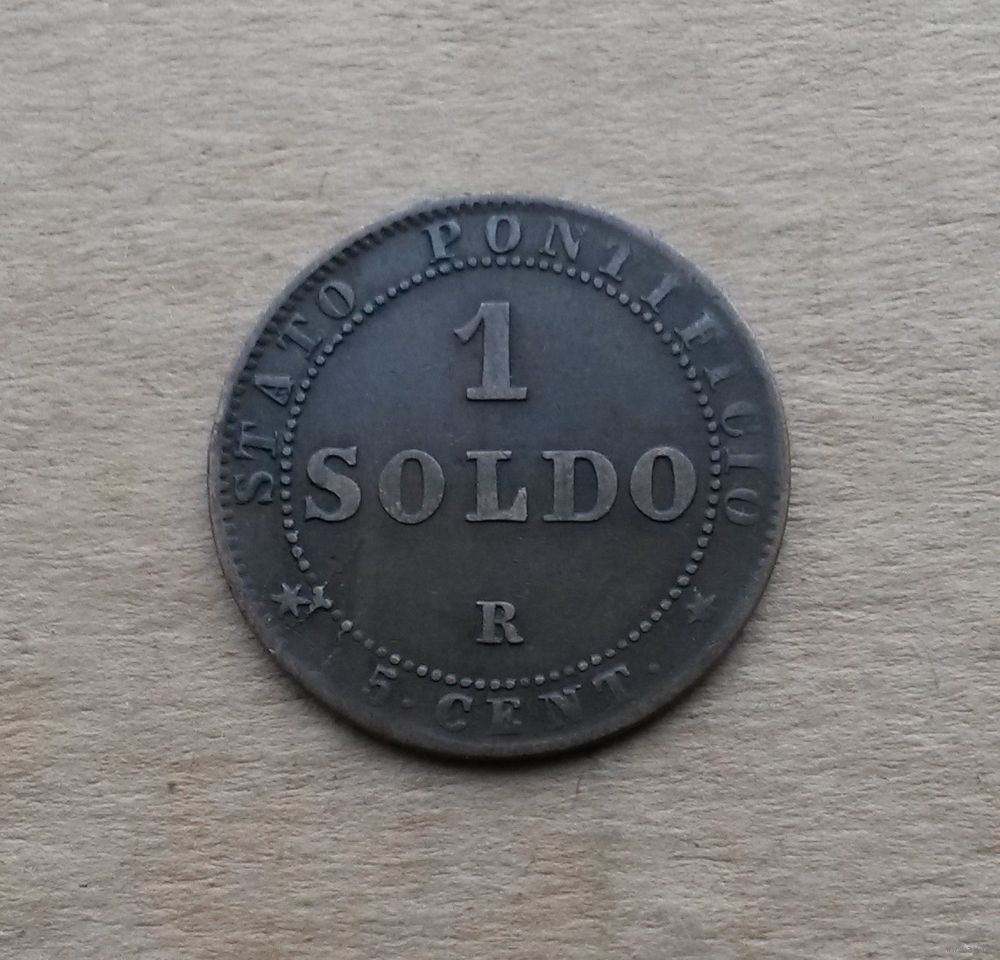 STATO PONTIFICIO
1
SOLDO
R
5 · CENT ·